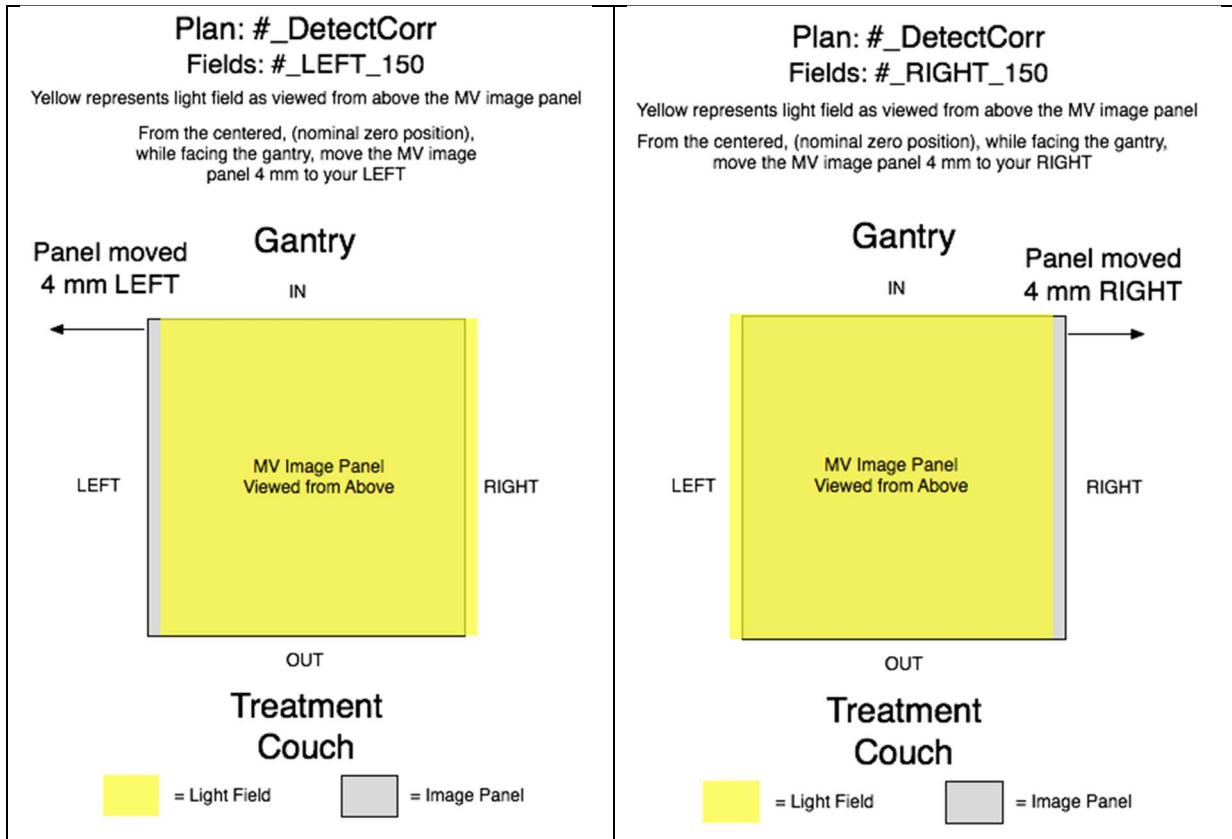 Plan: #_DetectCorr
Fields: #_LEFT_150
Yellow represents light field as viewed from above the MV image panel
From the centered, (nominal zero position),
while facing the gantry, move the MV image
panel 4 mm to your LEFT
Gantry
Panel moved
4 mm LEFT
IN
LEFT
MV Image Panel
Viewed from Above
RIGHT
OUT
Treatment
Couch
= Light Field
= Image Panel
Plan: #_DetectCorr
Fields: #_RIGHT_150
Yellow represents light field as viewed from above the MV image panel
From the centered, (nominal zero position), while facing the gantry,
move the MV image panel 4 mm to your RIGHT
Gantry
Panel moved
4 mm RIGHT
IN
LEFT
MV Image Panel
Viewed from Above
RIGHT
OUT
Treatment
Couch
= Light Field
= Image Panel